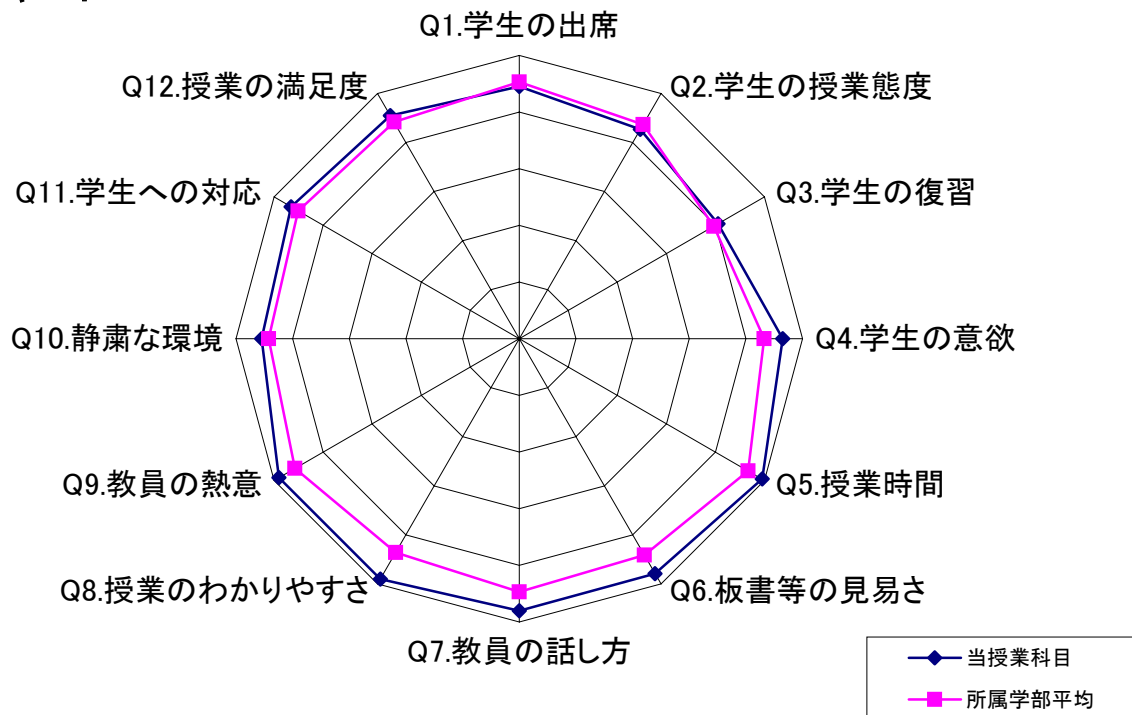 Q1.学生の出席
Q2.学生の授業態度
Q3.学生の復習
Q4.学生の意欲
Q5.授業時間
Q6.板書等の見易さ
Q7.教員の話し方
Q8.授業のわかりやすさ
Q9.教員の熱意
Q10.静粛な環境
Q11.学生への対応
Q12.授業の満足度
当授業科目
所属学部平均